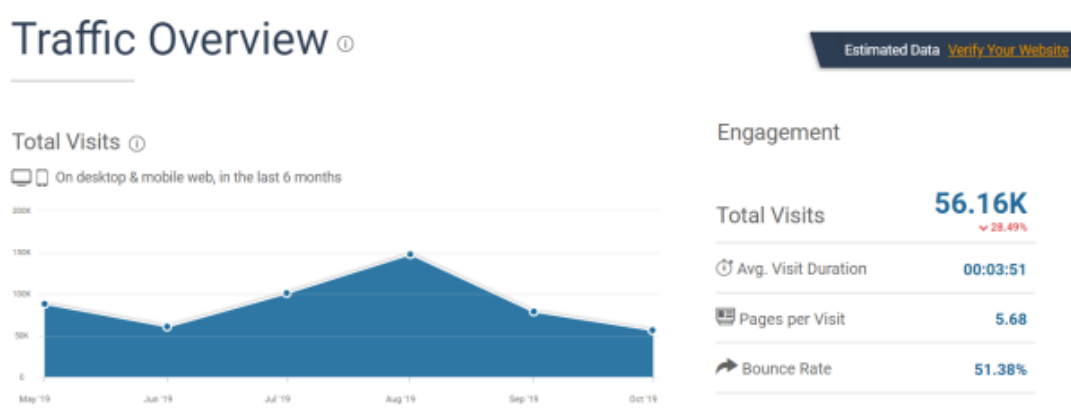 Traffic Overview
Estimated Data Verify Your Website
Total Visits
On desktop & mobile web, in the last 6 months
200K
150K
100K
50K
0
May '19
Jun '19
Jul '19
Aug '19
Sep '19
Oct '19
Engagement
Total Visits 56.16K
28.49%
Avg. Visit Duration 00:03:51
Pages per Visit 5.68
Bounce Rate 51.38%